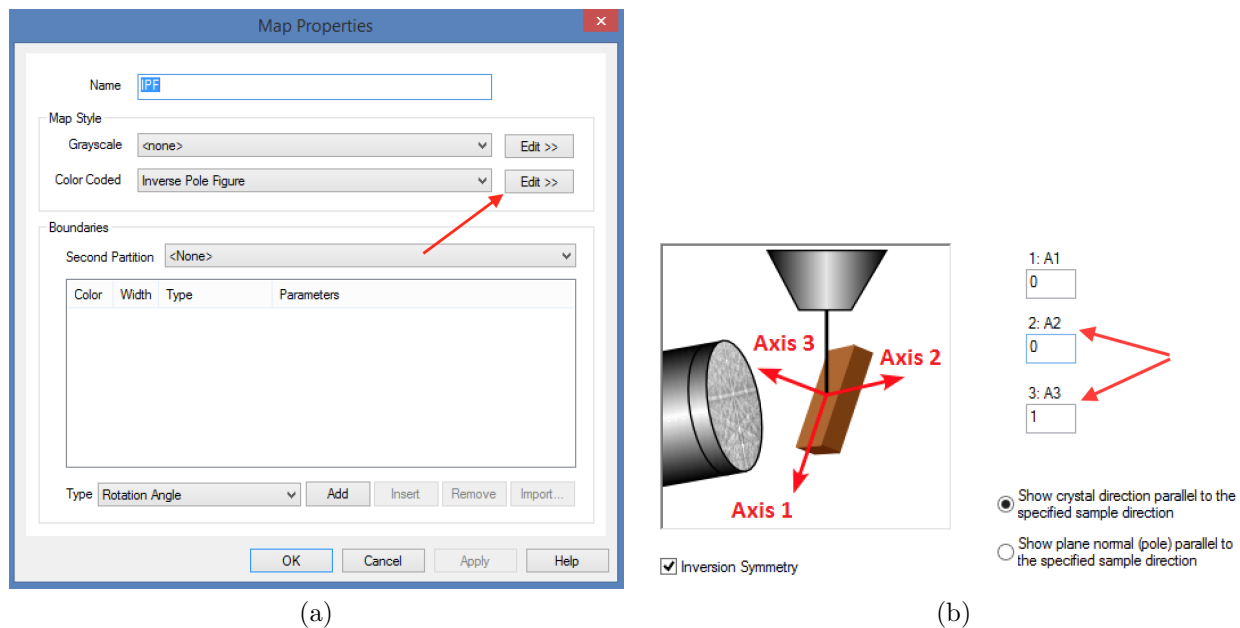 Map Properties
Name IPF
Map Style
Grayscale <none> Edit >>
Color Coded Inverse Pole Figure Edit >>
Boundaries
Second Partition <None>
Color Width Type Parameters
Type Rotation Angle Add Insert Remove Import...
OK Cancel Apply Help
(a)
Axis 3
Axis 2
Axis 1
Inversion Symmetry
1: A1
0
2: A2
0
3: A3
1
Show crystal direction parallel to the
specified sample direction
Show plane normal (pole) parallel to
the specified sample direction
(b)